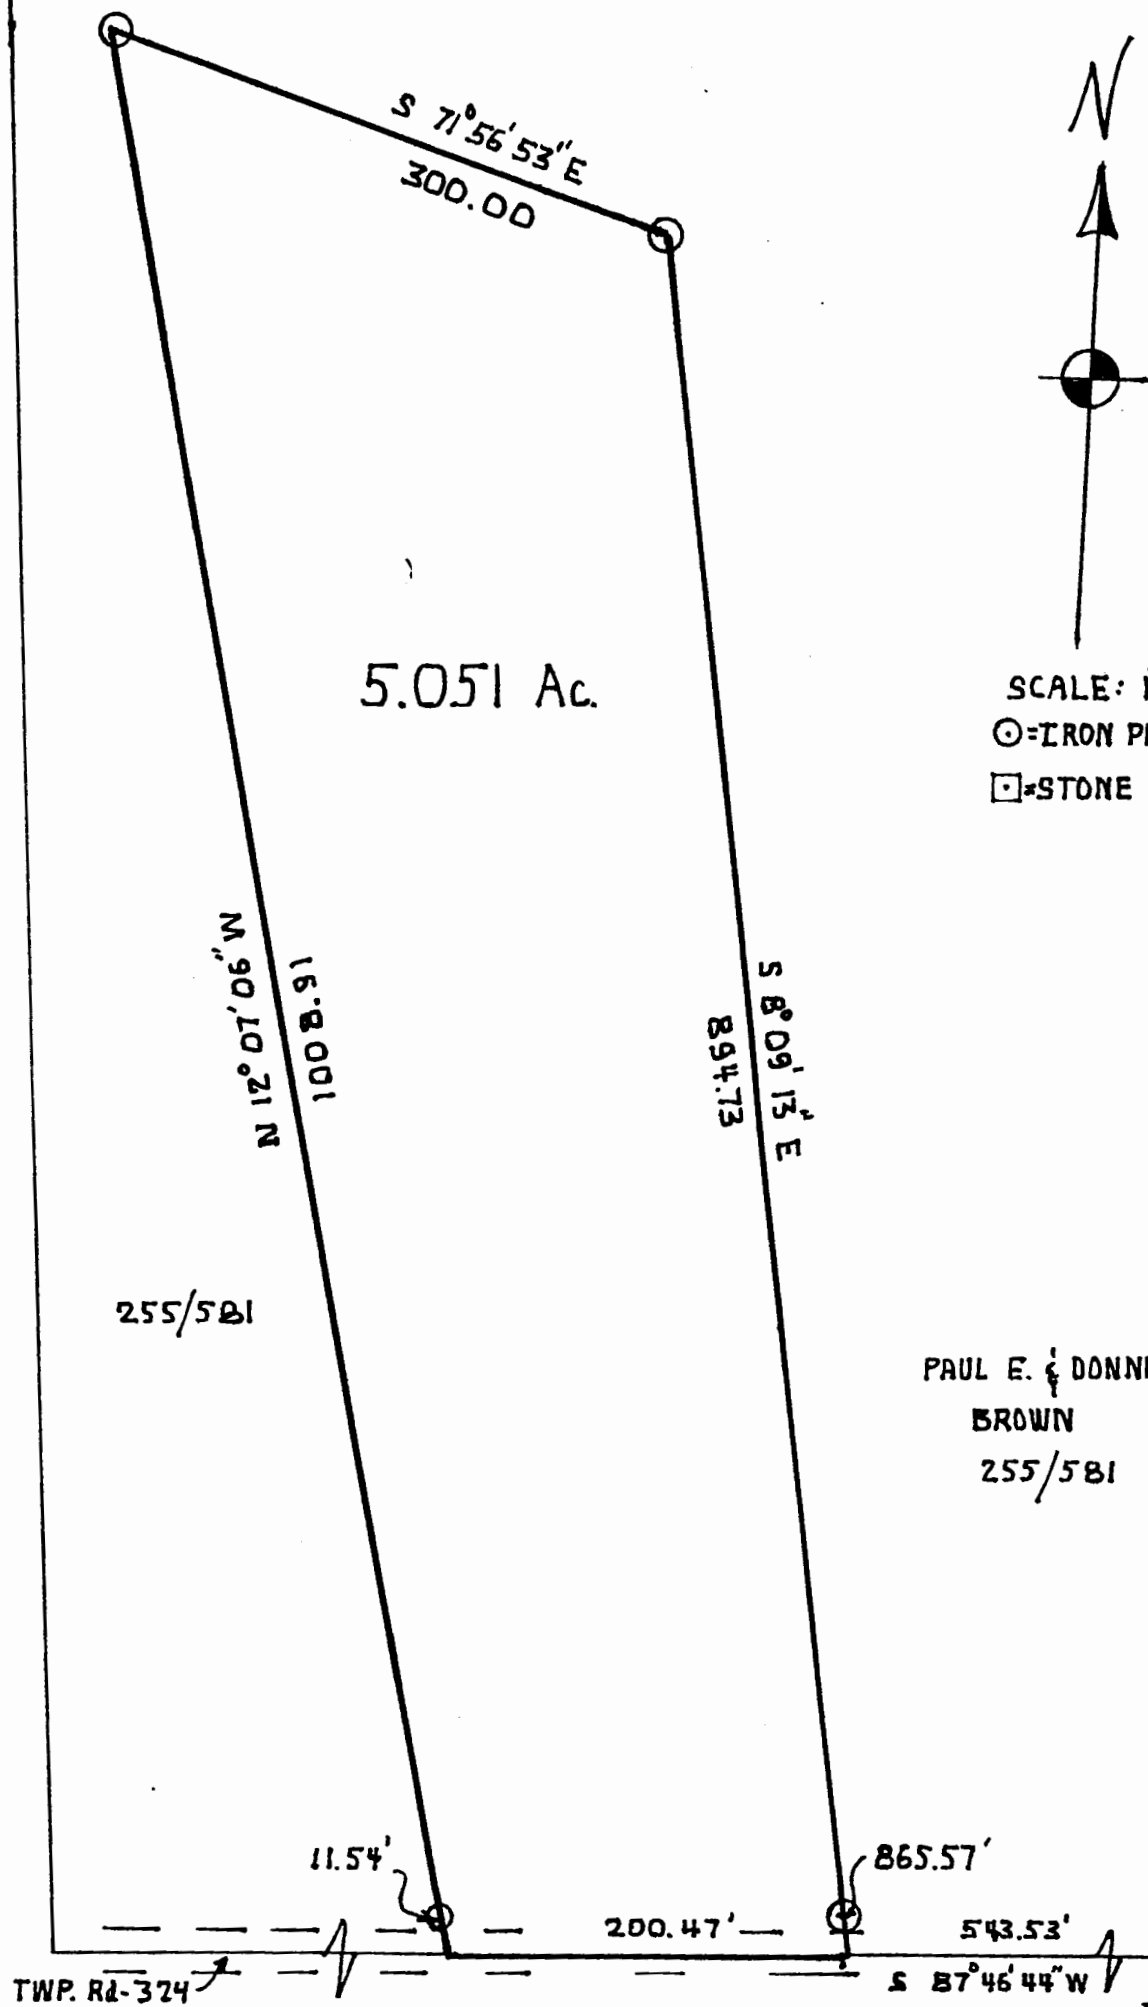 S 71°56'53"E
300.00
N
5.051 Ac.
SCALE:
=IRON
=STONE
N 12°07'06"W
1008.91
S 8°09'13"E
894.73
255/581
PAUL E. & DONN
BROWN
255/581
11.54'
865.57'
200.47'
543.53'
TWP. Rd-324
S 87°46'44"W